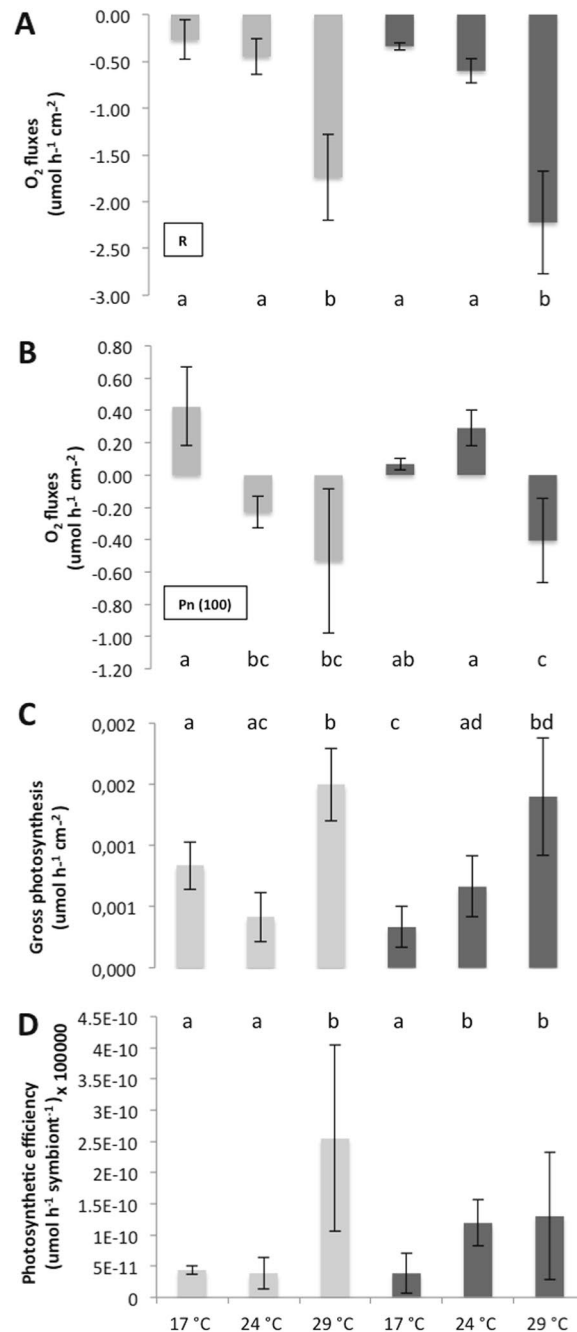 A
O2 fluxes
(umol h-1 cm-2)
0.00
-0.50
-1.00
-1.50
-2.00
-2.50
-3.00
R
a a b a a b
B
O2 fluxes
(umol h-1 cm-2)
0.80
0.60
0.40
0.20
0.00
-0.20
-0.40
-0.60
-0.80
-1.00
-1.20
Pn (100)
a bc bc ab a c
C
Gross photosynthesis
(umol h-1 cm-2)
a ac b c ad bd
0,002
0,002
0,001
0,001
0,000
D
Photosynthetic efficiency
(umol h-1 symbiont-1) x 100000
a a b a b b
4.5E-10
4E-10
3.5E-10
3E-10
2.5E-10
1.5E-10
1E-10
5E-11
0
17 °C 24 °C 29 °C 17 °C 24 °C 29 °C